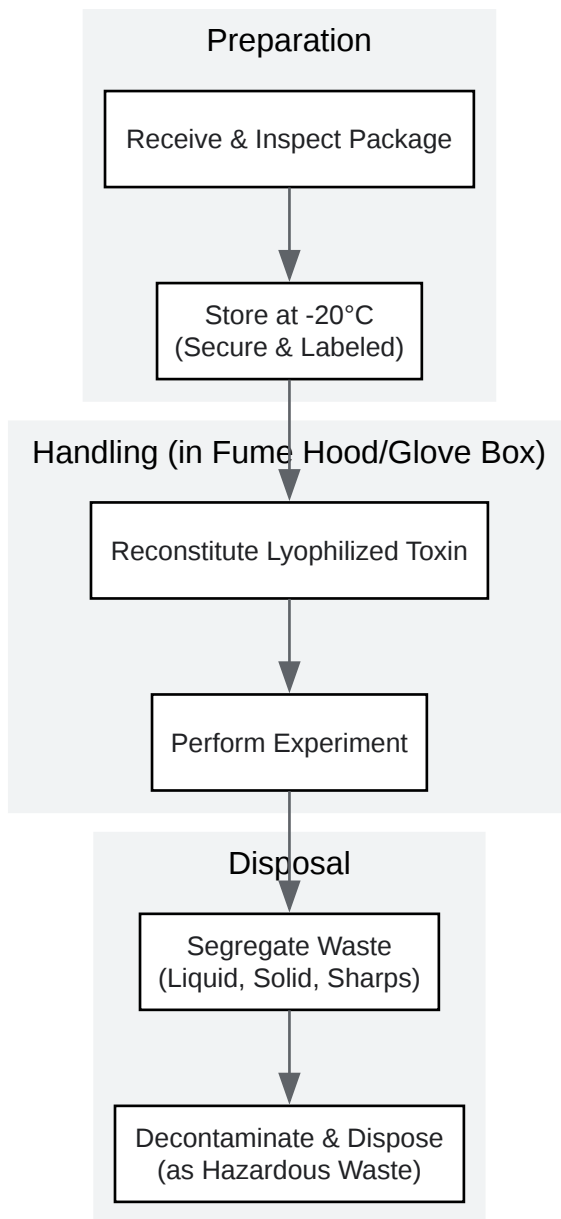 Preparation
Receive & Inspect Package
Store at -20°C
(Secure & Labeled)
Handling (in Fume Hood/Glove Box)
Reconstitute Lyophilized Toxin
Perform Experiment
Disposal
Segregate Waste
(Liquid, Solid, Sharps)
Decontaminate & Dispose
(as Hazardous Waste)